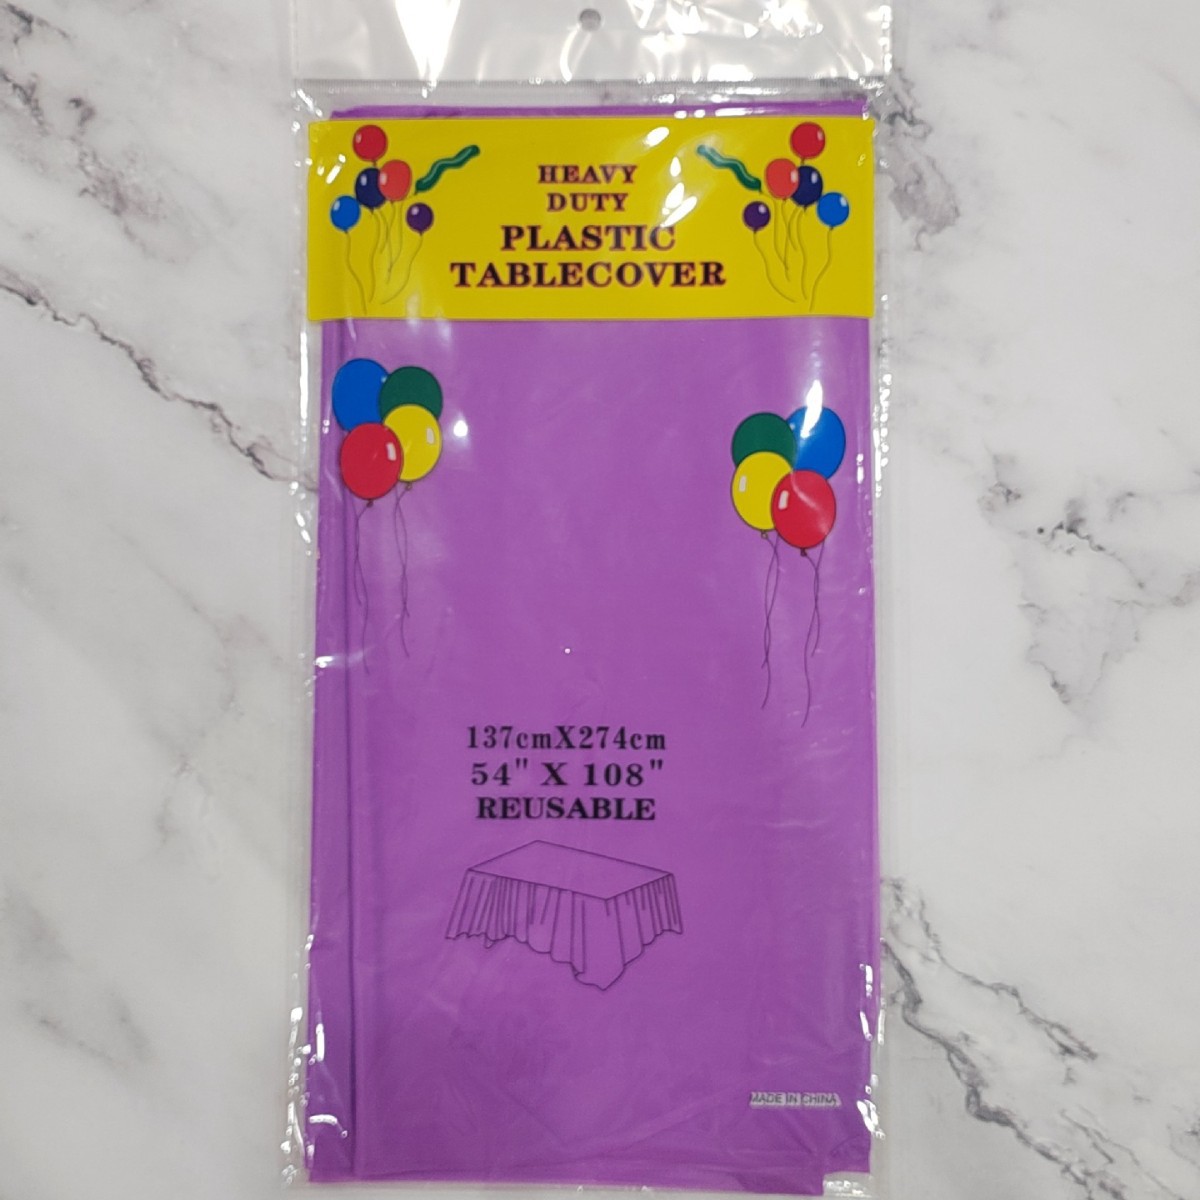 HEAVY
DUTY
PLASTIC
TABLECOVER
137cmX274cm
54" X 108"
REUSABLE
MADE IN CHINA